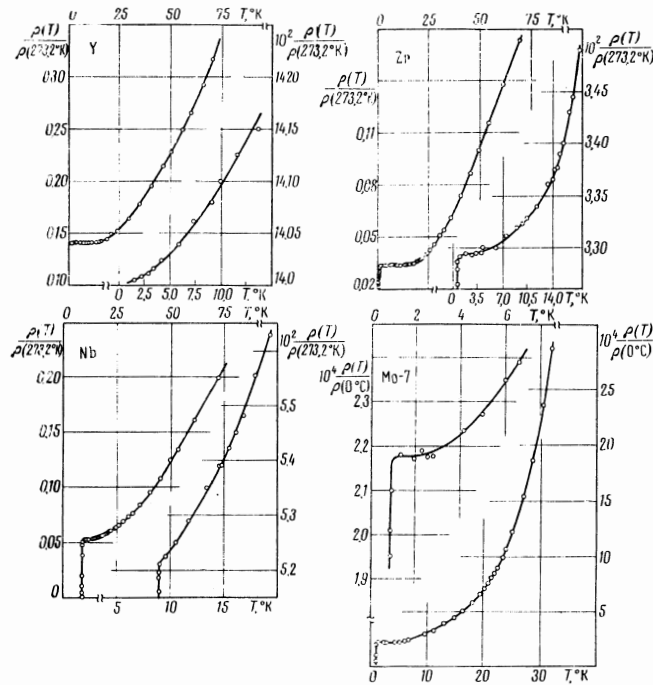 0 25 50 75 T,°K
ρ(T)
ρ(273,2°K)
Y
10² ρ(T)
ρ(273,2°K)
0,30
0,25
0,20
0,15
0,10
14,20
14,15
14,10
14,05
14,0
0 2,5 5,0 7,5 10,0 T,°K
0 25 50 75 T,°K
ρ(T)
ρ(273,2°K)
Zr
10² ρ(T)
ρ(273,2°K)
0,11
0,08
0,05
0,02
3,45
3,40
3,35
3,30
0 3,5 7,0 10,5 14,0 T,°K
0 25 50 75 T,°K
ρ(T)
ρ(273,2°K)
Nb
10² ρ(T)
ρ(273,2°K)
0,20
0,15
0,10
0,05
0
5,5
5,4
5,3
5,2
5 10 15 T,°K
0 2 4 6 T,°K
10⁴ ρ(T)
ρ(0°C)
Mo-7
10⁴ ρ(T)
ρ(0°C)
2,3
2,2
2,1
2,0
1,9
25
20
15
10
5
0 10 20 30 T,°K